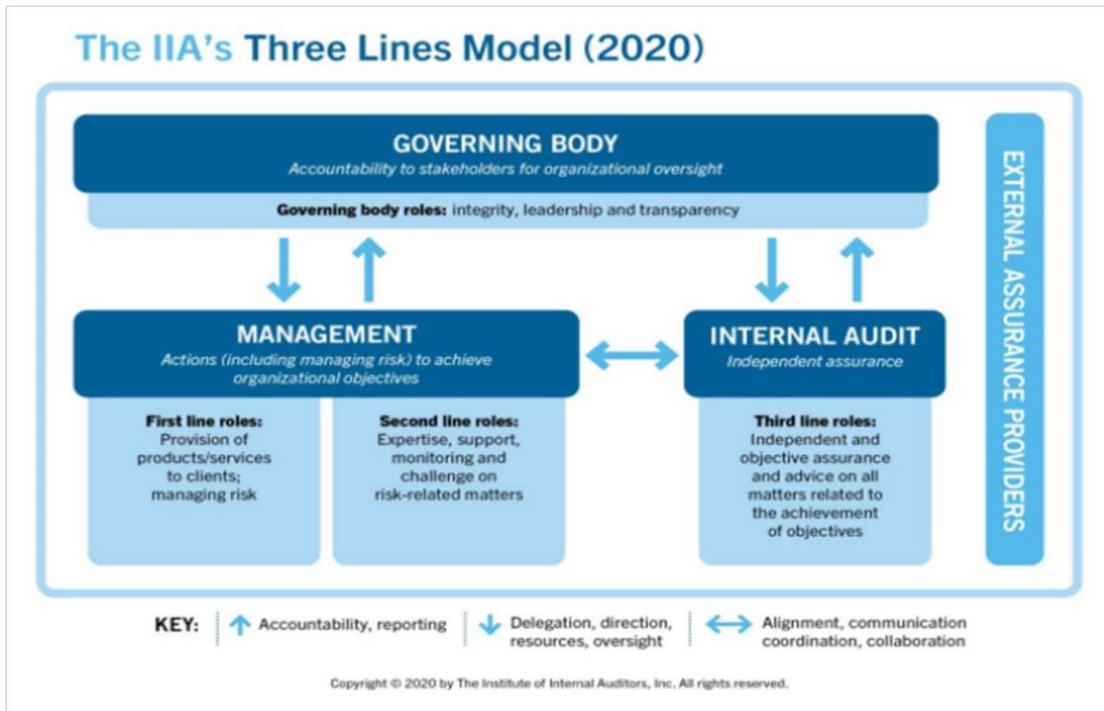 The IIA's Three Lines Model (2020)
GOVERNING BODY
Accountability to stakeholders for organizational oversight
Governing body roles: integrity, leadership and transparency
MANAGEMENT
Actions (including managing risk) to achieve
organizational objectives
First line roles:
Provision of
products/services
to clients;
managing risk
Second line roles:
Expertise, support,
monitoring and
challenge on
risk-related matters
INTERNAL AUDIT
Independent assurance
Third line roles:
Independent and
objective assurance
and advice on all
matters related to
the achievement
of objectives
EXTERNAL ASSURANCE PROVIDERS
KEY:
Accountability, reporting
Delegation, direction,
resources, oversight
Alignment, communication
coordination, collaboration
Copyright © 2020 by The Institute of Internal Auditors, Inc. All rights reserved.